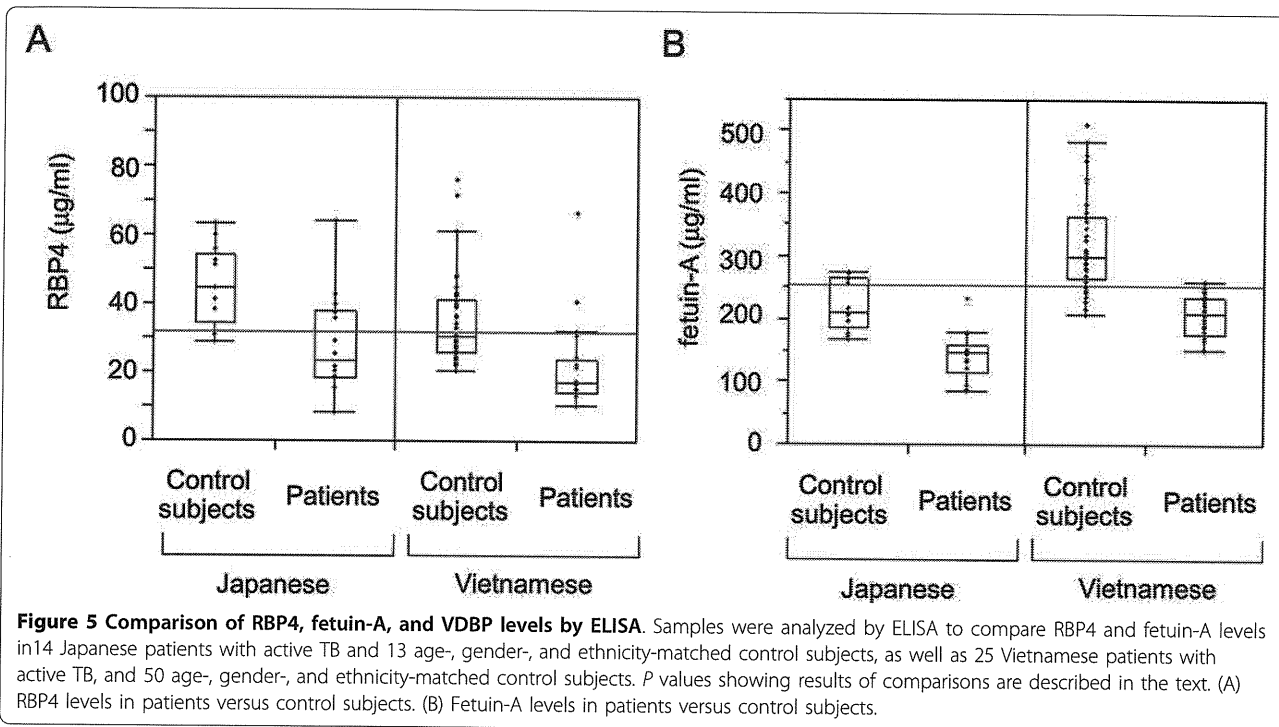 A
B
100
80
60
40
20
0
RBP4 (µg/ml)
Control subjects
Patients
Control subjects
Patients
Japanese
Vietnamese
500
400
300
200
100
0
fetuin-A (µg/ml)
Control subjects
Patients
Control subjects
Patients
Japanese
Vietnamese
Figure 5 Comparison of RBP4, fetuin-A, and VDBP levels by ELISA. Samples were analyzed by ELISA to compare RBP4 and fetuin-A levels
in14 Japanese patients with active TB and 13 age-, gender-, and ethnicity-matched control subjects, as well as 25 Vietnamese patients with
active TB, and 50 age-, gender-, and ethnicity-matched control subjects. P values showing results of comparisons are described in the text. (A)
RBP4 levels in patients versus control subjects. (B) Fetuin-A levels in patients versus control subjects.